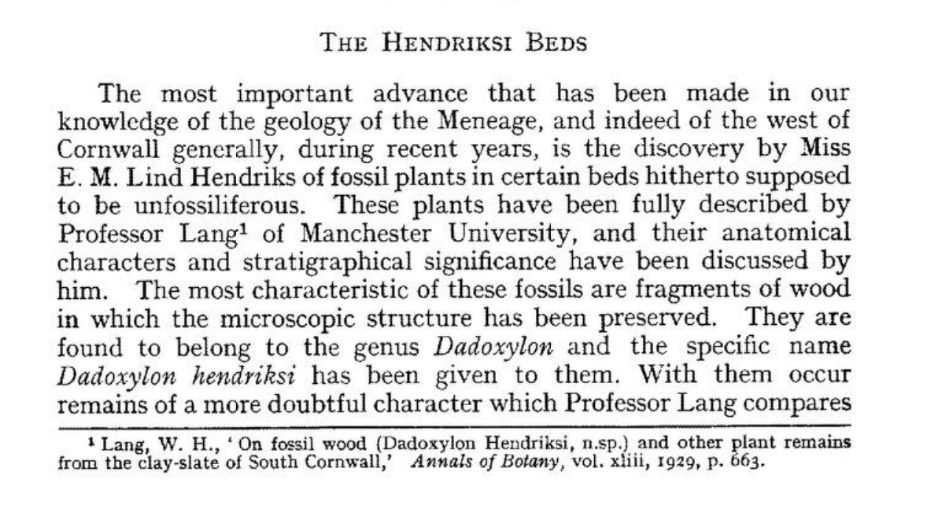 THE HENDRIKSI BEDS
The most important advance that has been made in our
knowledge of the geology of the Meneage, and indeed of the west of
Cornwall generally, during recent years, is the discovery by Miss
E. M. Lind Hendriks of fossil plants in certain beds hitherto supposed
to be unfossiliferous. These plants have been fully described by
Professor Lang¹ of Manchester University, and their anatomical
characters and stratigraphical significance have been discussed by
him. The most characteristic of these fossils are fragments of wood
in which the microscopic structure has been preserved. They are
found to belong to the genus Dadoxylon and the specific name
Dadoxylon hendriksi has been given to them. With them occur
remains of a more doubtful character which Professor Lang compares
¹ Lang, W. H., ‘ On fossil wood (Dadoxylon Hendriksi, n.sp.) and other plant remains
from the clay-slate of South Cornwall,’ Annals of Botany, vol. xliii, 1929, p. 663.